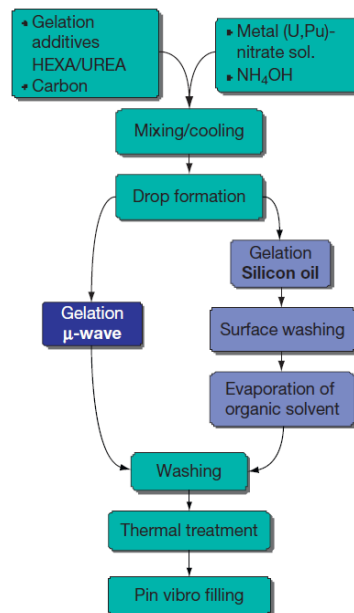 Gelation
additives
HEXA/UREA
Carbon
Metal (U,Pu)-
nitrate sol.
NH₄OH
Mixing/cooling
Drop formation
Gelation
Silicon oil
Gelation
μ-wave
Surface washing
Evaporation of
organic solvent
Washing
Thermal treatment
Pin vibro filling